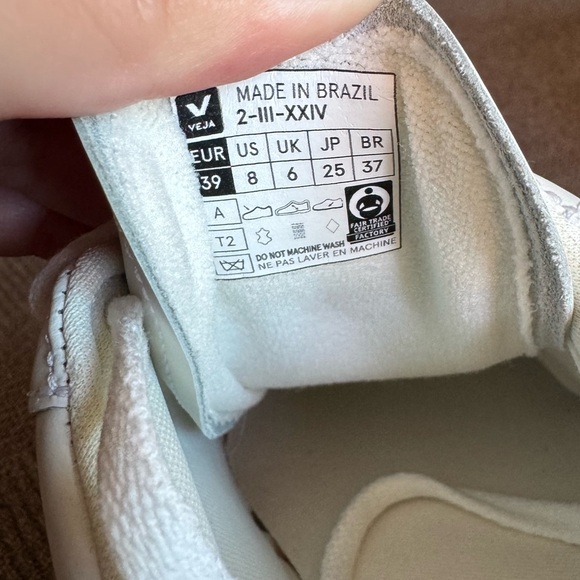 VEJA
MADE IN BRAZIL
2-III-XXIV
EUR US UK JP BR
39 8 6 25 37
A
T2
FAIR TRADE
CERTIFIED
FACTORY
DO NOT MACHINE WASH
NE PAS LAVER EN MACHINE